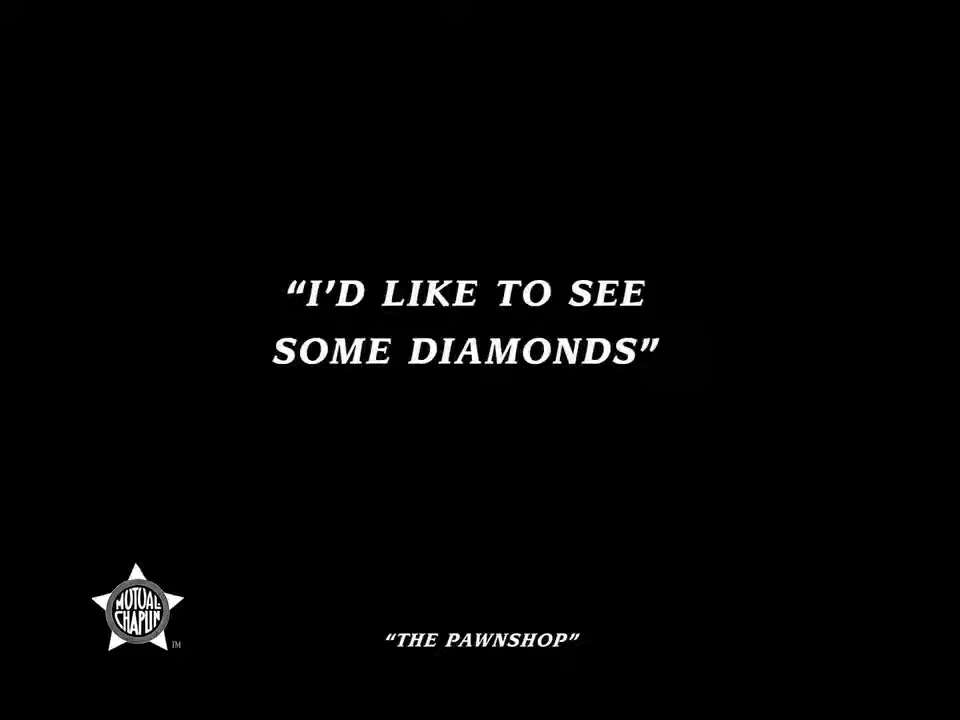 “I’D LIKE TO SEE
SOME DIAMONDS”
MUTUAL-
CHAPLIN
TM
“THE PAWNSHOP”